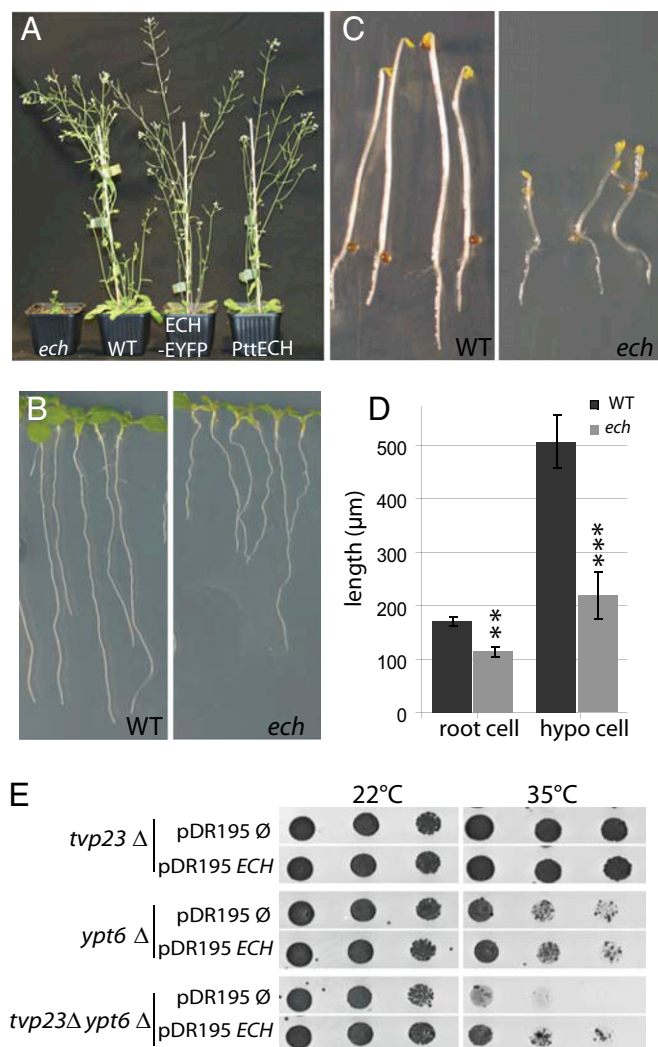 A
ech
WT
ECH
-EYFP
PttECH
C
WT
ech
B
WT
ech
D
WT
ech
length (µm)
500
400
300
200
100
0
**
***
root cell
hypo cell
E
22°C
35°C
tvp23 Δ
pDR195 Ø
pDR195 ECH
ypt6 Δ
pDR195 Ø
pDR195 ECH
tvp23Δ ypt6 Δ
pDR195 Ø
pDR195 ECH